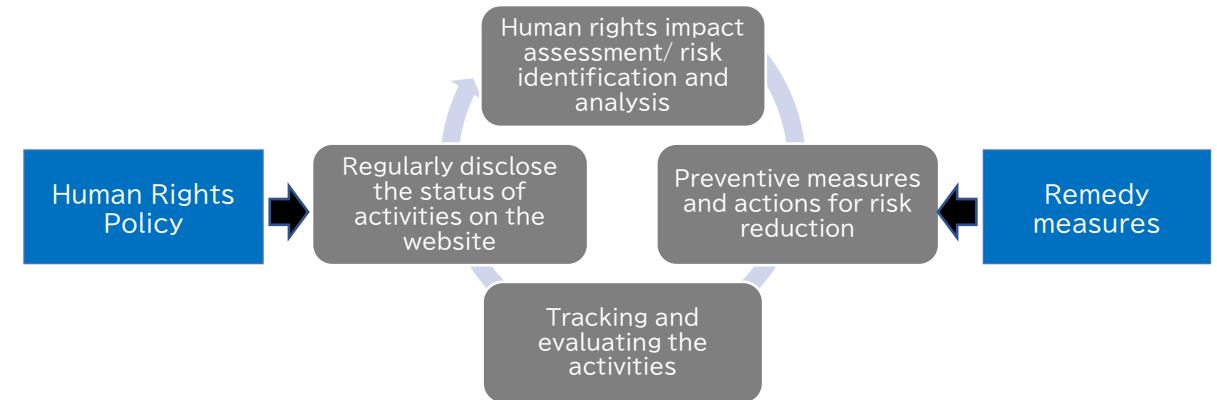 Human rights impact
assessment/ risk
identification and
analysis
Human Rights
Policy
Regularly disclose
the status of
activities on the
website
Preventive measures
and actions for risk
reduction
Remedy
measures
Tracking and
evaluating the
activities